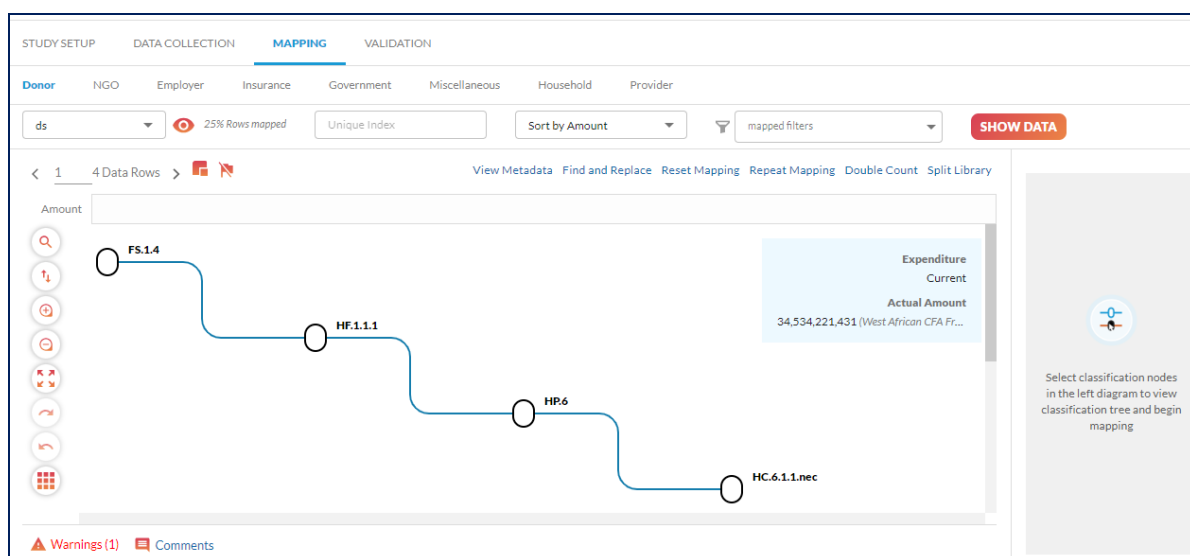 STUDY SETUP DATA COLLECTION MAPPING VALIDATION
Donor NGO Employer Insurance Government Miscellaneous Household Provider
ds 25% Rows mapped Unique Index Sort by Amount mapped filters SHOW DATA
1 4 Data Rows View Metadata Find and Replace Reset Mapping Repeat Mapping Double Count Split Library
Amount
FS.1.4
Expenditure
Current
Actual Amount
34,534,221,431 (West African CFA Fr...
HF.1.1.1
HP.6
HC.6.1.1.nec
Select classification nodes
in the left diagram to view
classification tree and begin
mapping
Warnings (1) Comments